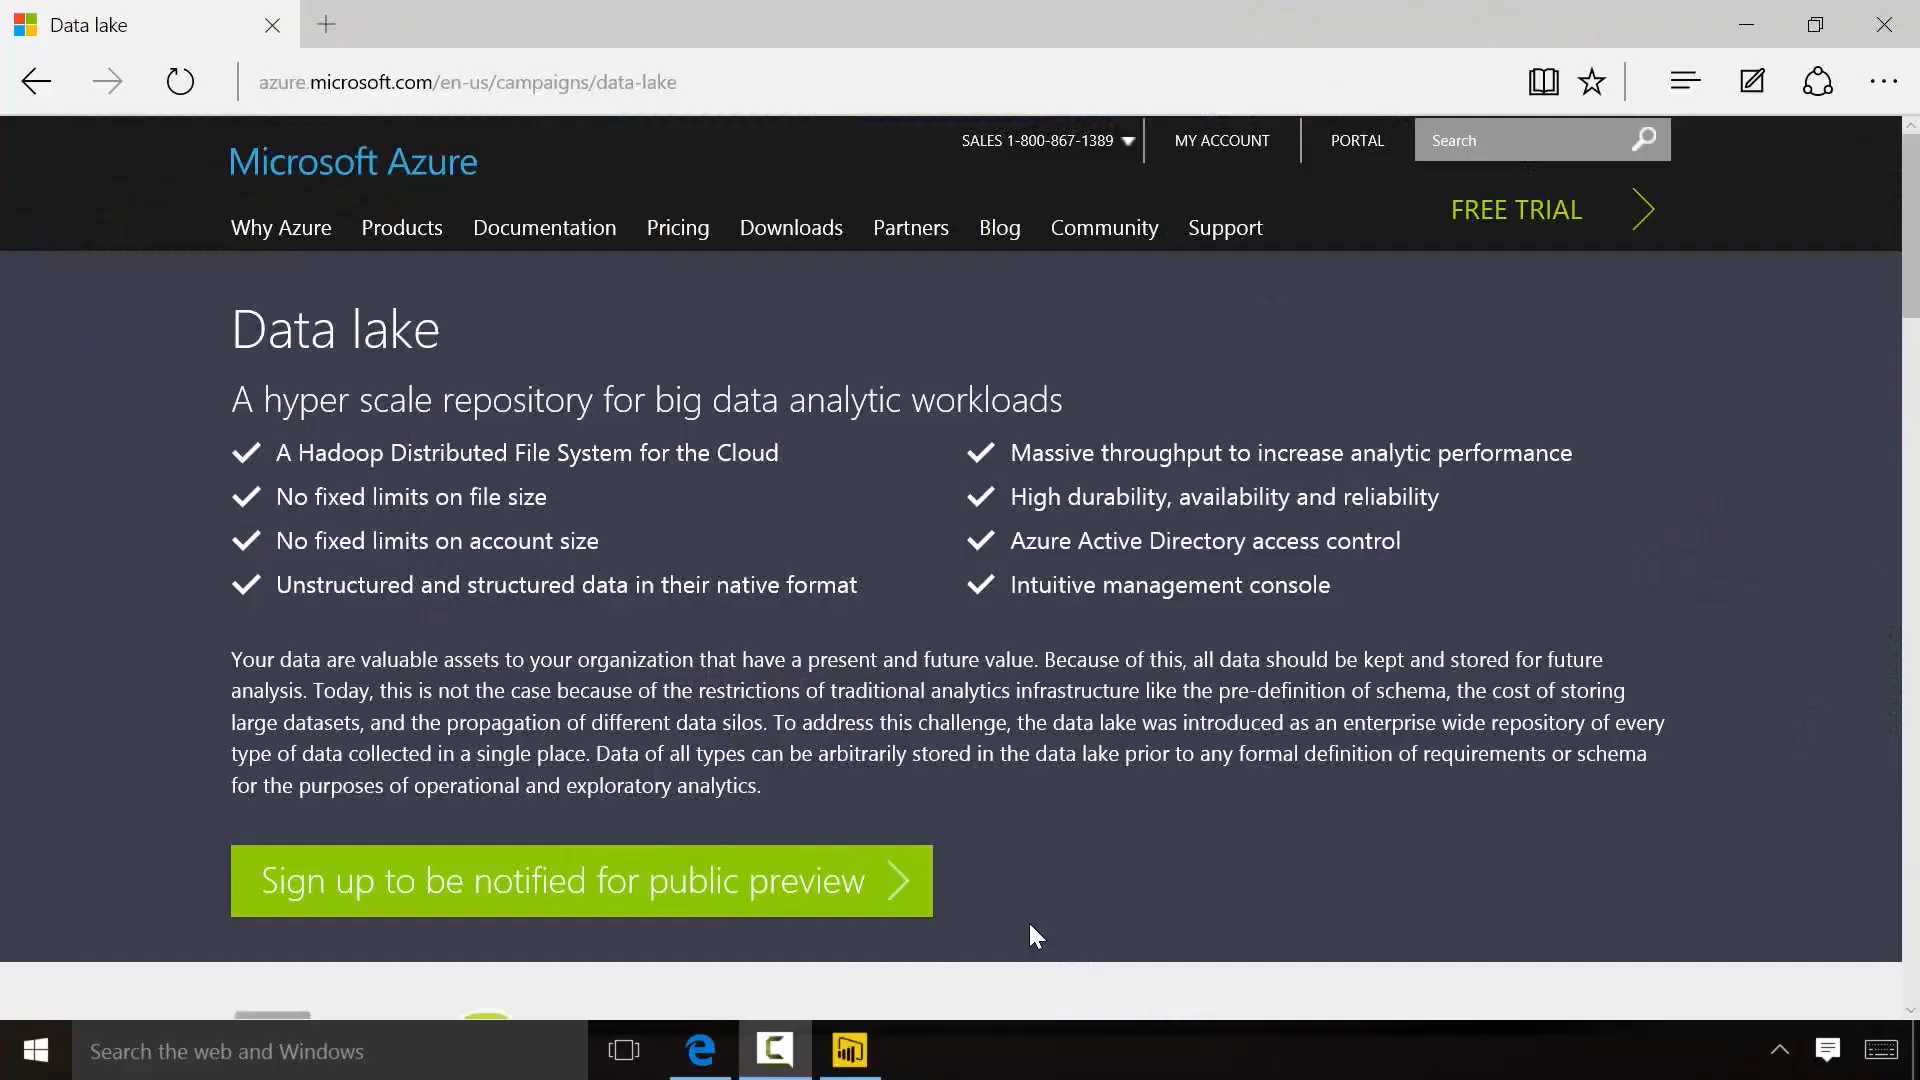 Data lake
azure.microsoft.com/en-us/campaigns/data-lake
SALES 1-800-867-1389
MY ACCOUNT
PORTAL
Search
Microsoft Azure
FREE TRIAL
Why Azure
Products
Documentation
Pricing
Downloads
Partners
Blog
Community
Support
Data lake
A hyper scale repository for big data analytic workloads
A Hadoop Distributed File System for the Cloud
No fixed limits on file size
No fixed limits on account size
Unstructured and structured data in their native format
Massive throughput to increase analytic performance
High durability, availability and reliability
Azure Active Directory access control
Intuitive management console
Your data are valuable assets to your organization that have a present and future value. Because of this, all data should be kept and stored for future
analysis. Today, this is not the case because of the restrictions of traditional analytics infrastructure like the pre-definition of schema, the cost of storing
large datasets, and the propagation of different data silos. To address this challenge, the data lake was introduced as an enterprise wide repository of every
type of data collected in a single place. Data of all types can be arbitrarily stored in the data lake prior to any formal definition of requirements or schema
for the purposes of operational and exploratory analytics.
Sign up to be notified for public preview
Search the web and Windows